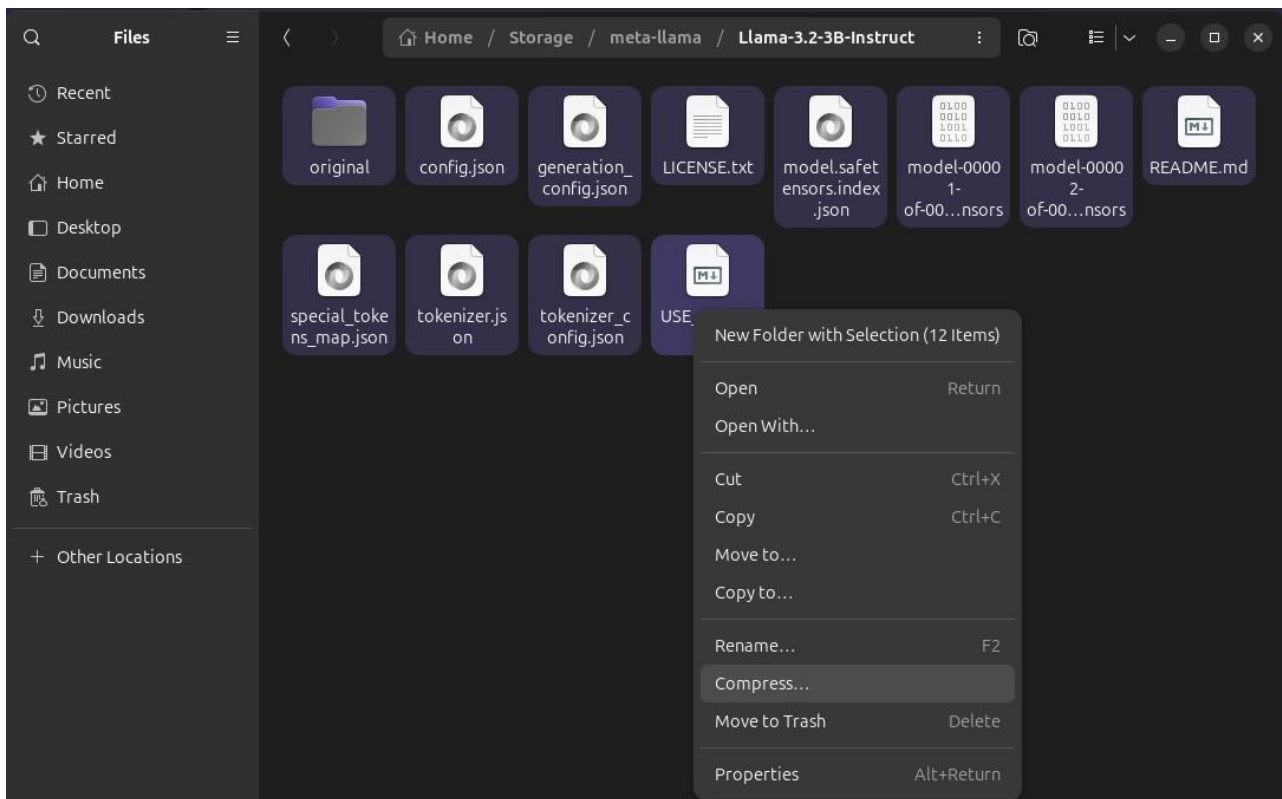 Files
Home / Storage / meta-llama / Llama-3.2-3B-Instruct
Recent
Starred
Home
Desktop
Documents
Downloads
Music
Pictures
Videos
Trash
Other Locations
original
config.json
generation_
config.json
LICENSE.txt
model.safet
ensors.index
.json
model-0000
1-
of-00…nsors
model-0000
2-
of-00…nsors
README.md
special_toke
ns_map.json
tokenizer.js
on
tokenizer_c
onfig.json
USE_
New Folder with Selection (12 Items)
Open Return
Open With…
Cut Ctrl+X
Copy Ctrl+C
Move to…
Copy to…
Rename… F2
Compress…
Move to Trash Delete
Properties Alt+Return